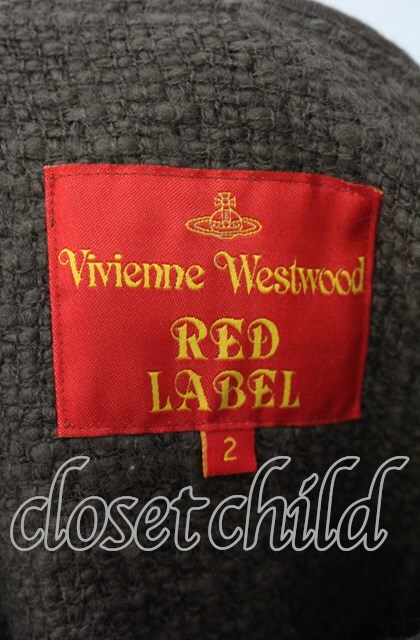 Vivienne Westwood
RED
LABEL
2
closet child